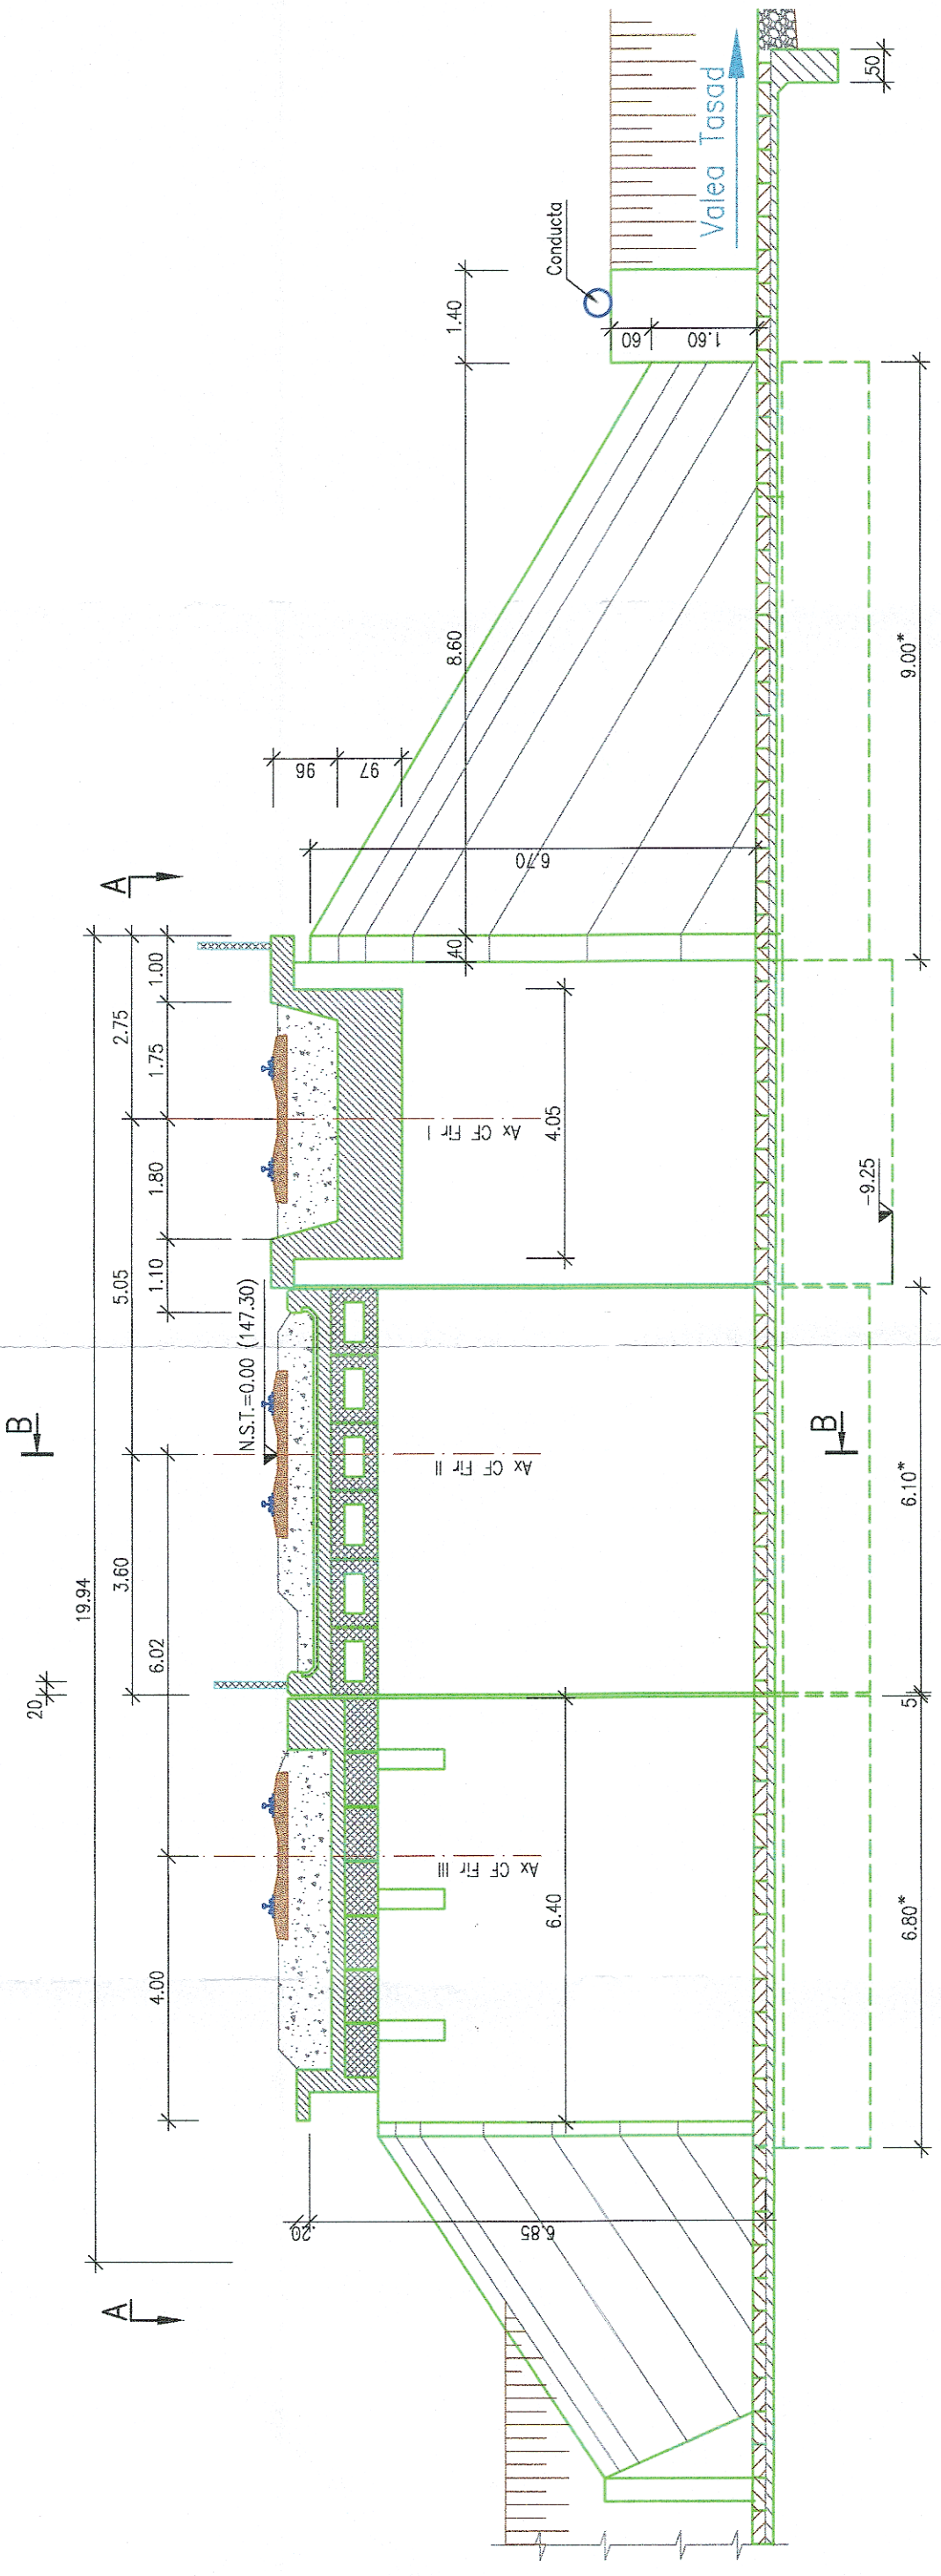 19.94
20
B
A
A
3.60
5.05
2.75
4.00
6.02
1.10
1.80
1.75
1.00
N.S.T.=0.00 (147.30)
96
97
8.60
1.40
40
Conducta
Valea Tasad
60
1.60
50
20
6.85
6.70
Ax CF Fir III
Ax CF Fir II
Ax CF Fir I
6.40
4.05
-9.25
B
6.80*
5
6.10*
9.00*